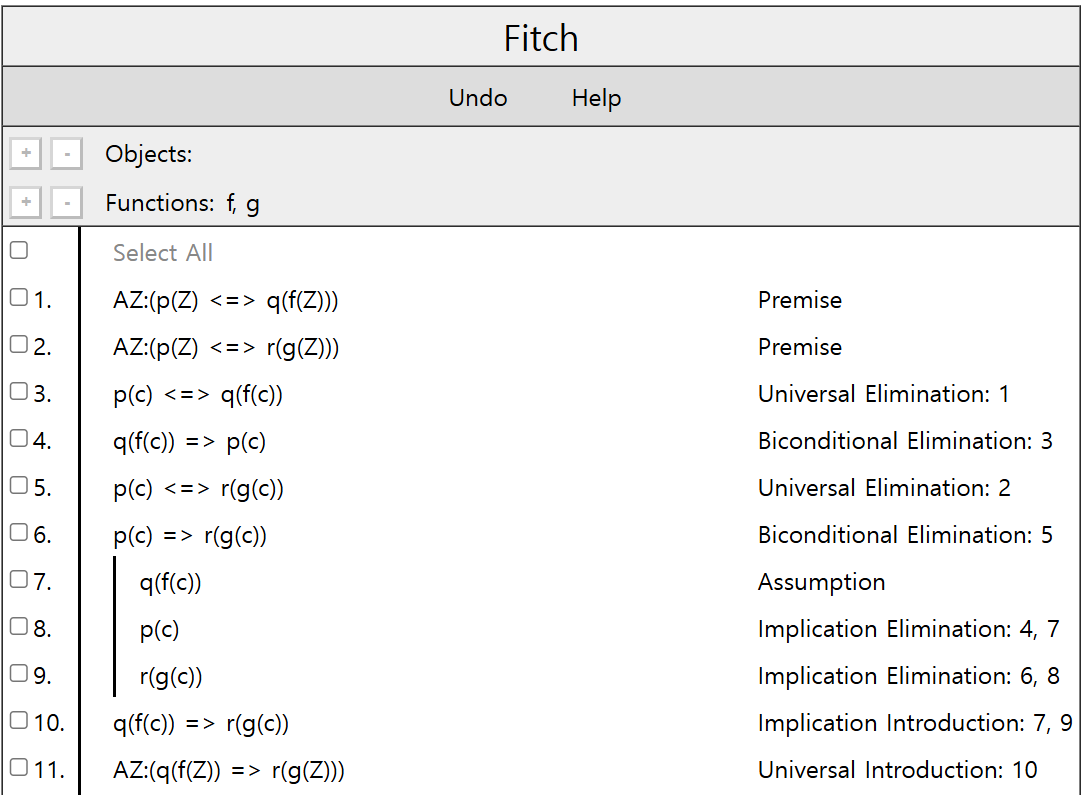 Fitch
Undo Help
+ - Objects:
+ - Functions: f, g
Select All
1. AZ:(p(Z) <=> q(f(Z))) Premise
2. AZ:(p(Z) <=> r(g(Z))) Premise
3. p(c) <=> q(f(c)) Universal Elimination: 1
4. q(f(c)) => p(c) Biconditional Elimination: 3
5. p(c) <=> r(g(c)) Universal Elimination: 2
6. p(c) => r(g(c)) Biconditional Elimination: 5
7. q(f(c)) Assumption
8. p(c) Implication Elimination: 4, 7
9. r(g(c)) Implication Elimination: 6, 8
10. q(f(c)) => r(g(c)) Implication Introduction: 7, 9
11. AZ:(q(f(Z)) => r(g(Z))) Universal Introduction: 10